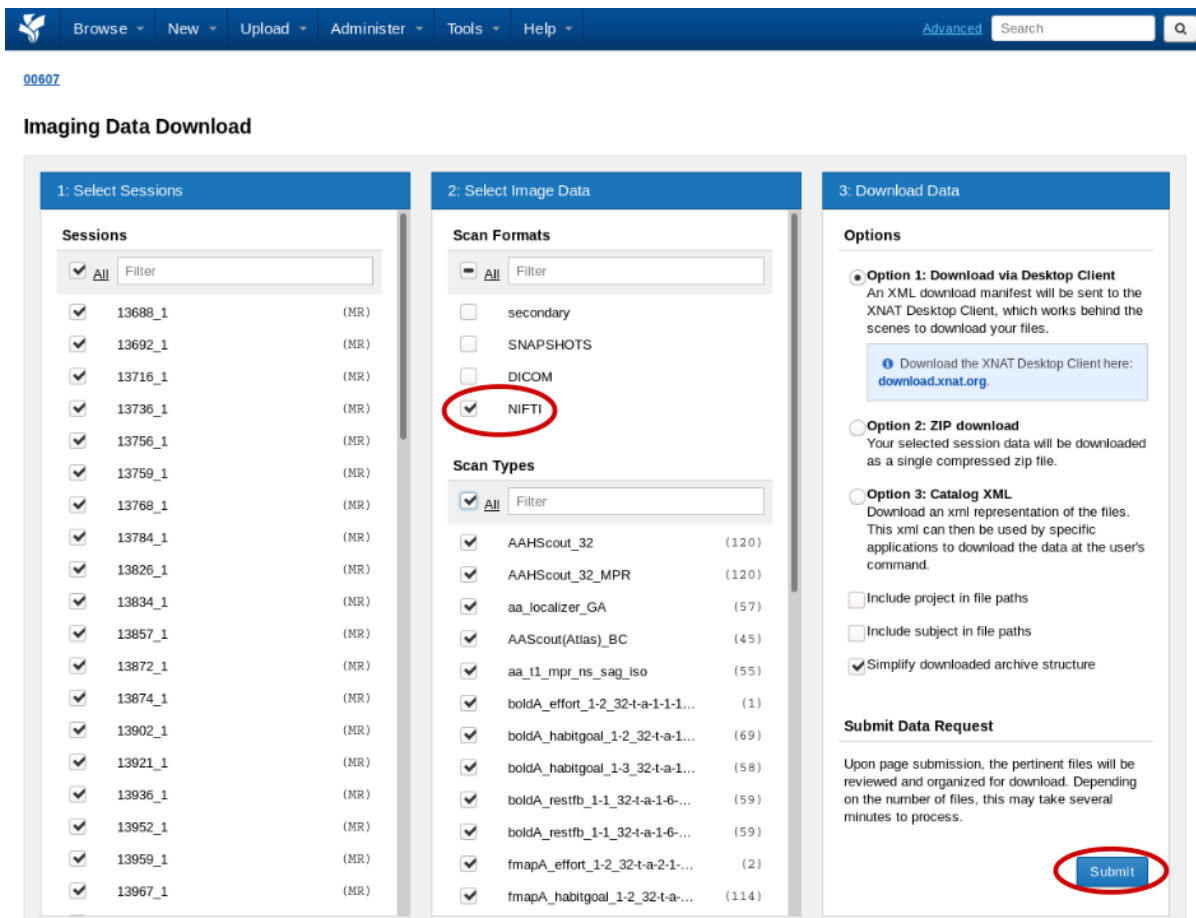 Browse New Upload Administer Tools Help Advanced Search
00607
Imaging Data Download
1: Select Sessions
Sessions
All Filter
13688_1 (MR)
13692_1 (MR)
13716_1 (MR)
13736_1 (MR)
13756_1 (MR)
13759_1 (MR)
13768_1 (MR)
13784_1 (MR)
13826_1 (MR)
13834_1 (MR)
13857_1 (MR)
13872_1 (MR)
13874_1 (MR)
13902_1 (MR)
13921_1 (MR)
13936_1 (MR)
13952_1 (MR)
13959_1 (MR)
13967_1 (MR)
2: Select Image Data
Scan Formats
All Filter
secondary
SNAPSHOTS
DICOM
NIFTI
Scan Types
All Filter
AAHScout_32 (120)
AAHScout_32_MPR (120)
aa_localizer_GA (57)
AAScout(Atlas)_BC (45)
aa_t1_mpr_ns_sag_iso (55)
boldA_effort_1-2_32-t-a-1-1-1... (1)
boldA_habitgoal_1-2_32-t-a-1... (69)
boldA_habitgoal_1-3_32-t-a-1... (58)
boldA_restfb_1-1_32-t-a-1-6-... (59)
boldA_restfb_1-1_32-t-a-1-6-... (59)
fmapA_effort_1-2_32-t-a-2-1-... (2)
fmapA_habitgoal_1-2_32-t-a-... (114)
3: Download Data
Options
Option 1: Download via Desktop Client
An XML download manifest will be sent to the
XNAT Desktop Client, which works behind the
scenes to download your files.
Download the XNAT Desktop Client here:
download.xnat.org.
Option 2: ZIP download
Your selected session data will be downloaded
as a single compressed zip file.
Option 3: Catalog XML
Download an xml representation of the files.
This xml can then be used by specific
applications to download the data at the user's
command.
Include project in file paths
Include subject in file paths
Simplify downloaded archive structure
Submit Data Request
Upon page submission, the pertinent files will be
reviewed and organized for download. Depending
on the number of files, this may take several
minutes to process.
Submit